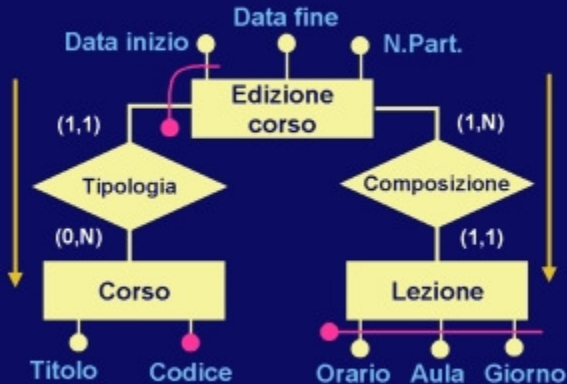 Data fine
Data inizio
N.Part.
Edizione
corso
(1,1)
(1,N)
Tipologia
Composizione
(0,N)
(1,1)
Corso
Lezione
Titolo
Codice
Orario
Aula
Giorno